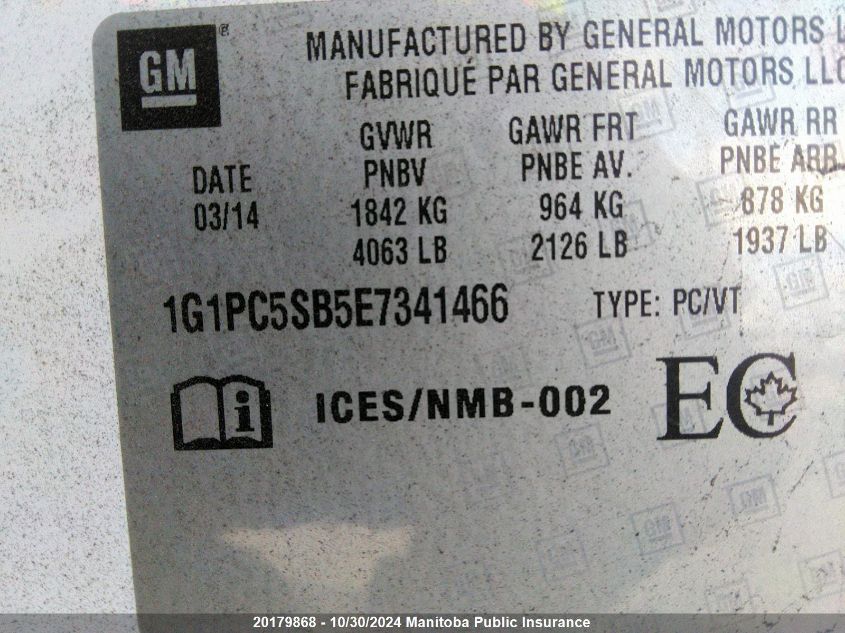 GM®
MANUFACTURED BY GENERAL MOTORS L
FABRIQUÉ PAR GENERAL MOTORS LLC
GVWR GAWR FRT GAWR RR
DATE PNBV PNBE AV. PNBE ARR
03/14 1842 KG 964 KG 878 KG
4063 LB 2126 LB 1937 LB
1G1PC5SB5E7341466 TYPE: PC/VT
i ICES/NMB-002 EC
20179868 - 10/30/2024 Manitoba Public Insurance